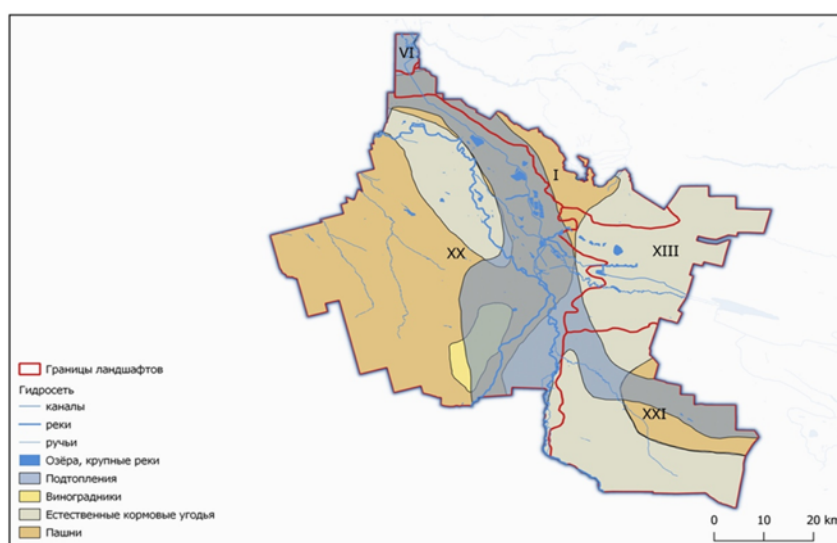 VI
I
XX
XIII
XXI
Границы ландшафтов
Гидросеть
каналы
реки
ручьи
Озёра, крупные реки
Подтопления
Виноградники
Естественные кормовые угодья
Пашни
0 10 20 km